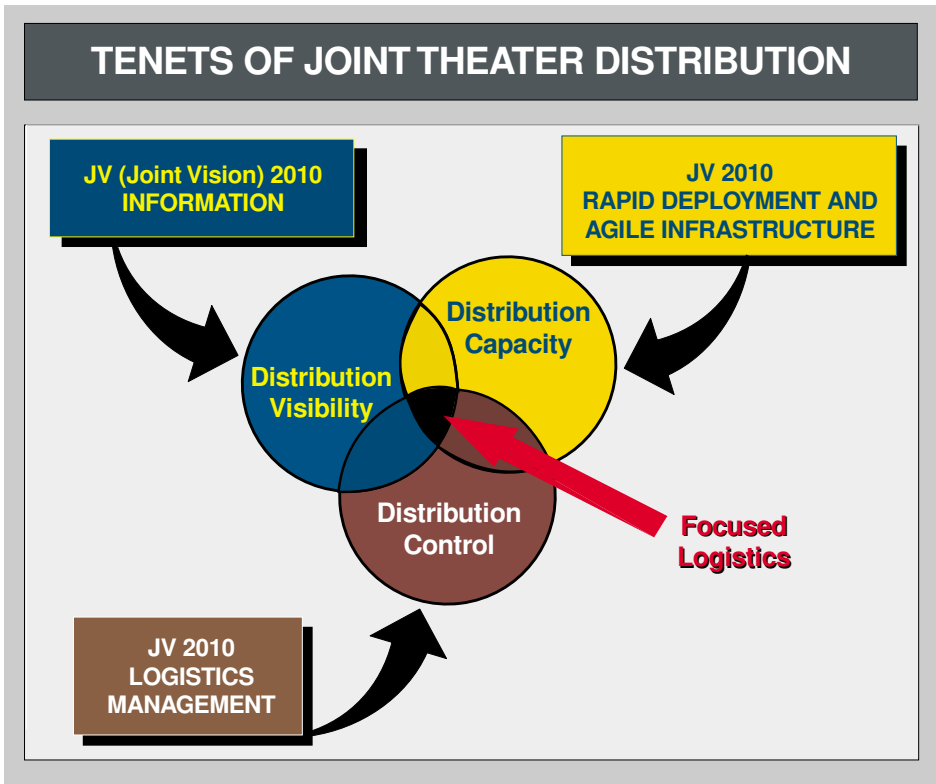 TENETS OF JOINT THEATER DISTRIBUTION
JV (Joint Vision) 2010
INFORMATION
JV 2010
RAPID DEPLOYMENT AND
AGILE INFRASTRUCTURE
Distribution
Capacity
Distribution
Visibility
Distribution
Control
Focused
Logistics
JV 2010
LOGISTICS
MANAGEMENT